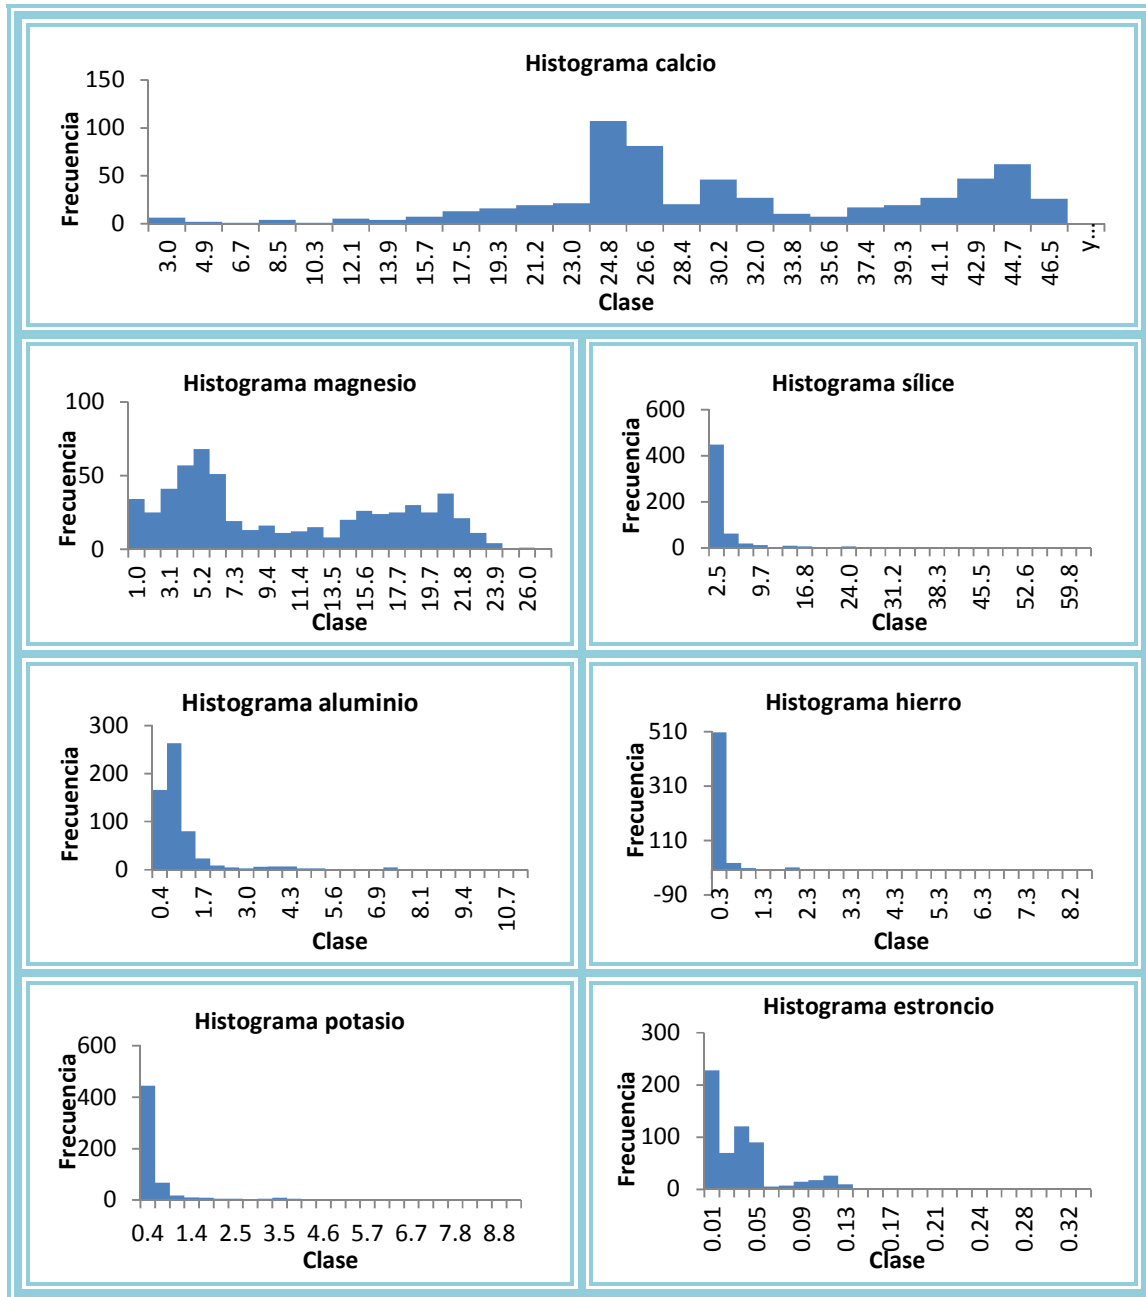 Histograma calcio
Frecuencia
150
100
50
0
3.0 4.9 6.7 8.5 10.3 12.1 13.9 15.7 17.5 19.3 21.2 23.0 24.8 26.6 28.4 30.2 32.0 33.8 35.6 37.4 39.3 41.1 42.9 44.7 46.5 y...
Clase
Histograma magnesio
Frecuencia
100
50
0
1.0 3.1 5.2 7.3 9.4 11.4 13.5 15.6 17.7 19.7 21.8 23.9 26.0
Clase
Histograma sílice
Frecuencia
600
400
200
0
2.5 9.7 16.8 24.0 31.2 38.3 45.5 52.6 59.8
Clase
Histograma aluminio
Frecuencia
300
200
100
0
0.4 1.7 3.0 4.3 5.6 6.9 8.1 9.4 10.7
Clase
Histograma hierro
Frecuencia
510
310
110
-90
0.3 1.3 2.3 3.3 4.3 5.3 6.3 7.3 8.2
Clase
Histograma potasio
Frecuencia
600
400
200
0
0.4 1.4 2.5 3.5 4.6 5.7 6.7 7.8 8.8
Clase
Histograma estroncio
Frecuencia
300
200
100
0
0.01 0.05 0.09 0.13 0.17 0.21 0.24 0.28 0.32
Clase